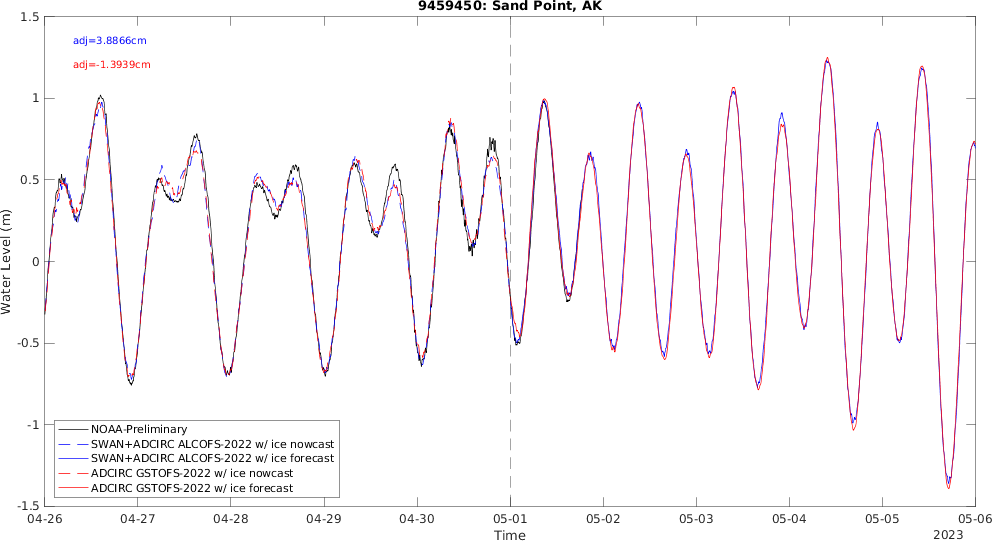 9459450: Sand Point, AK
adj=3.8866cm
adj=-1.3939cm
1.5
1
0.5
0
-0.5
-1
-1.5
Water Level (m)
NOAA-Preliminary
SWAN+ADCIRC ALCOFS-2022 w/ ice nowcast
SWAN+ADCIRC ALCOFS-2022 w/ ice forecast
ADCIRC GSTOFS-2022 w/ ice nowcast
ADCIRC GSTOFS-2022 w/ ice forecast
04-26 04-27 04-28 04-29 04-30 05-01 05-02 05-03 05-04 05-05 05-06
Time
2023